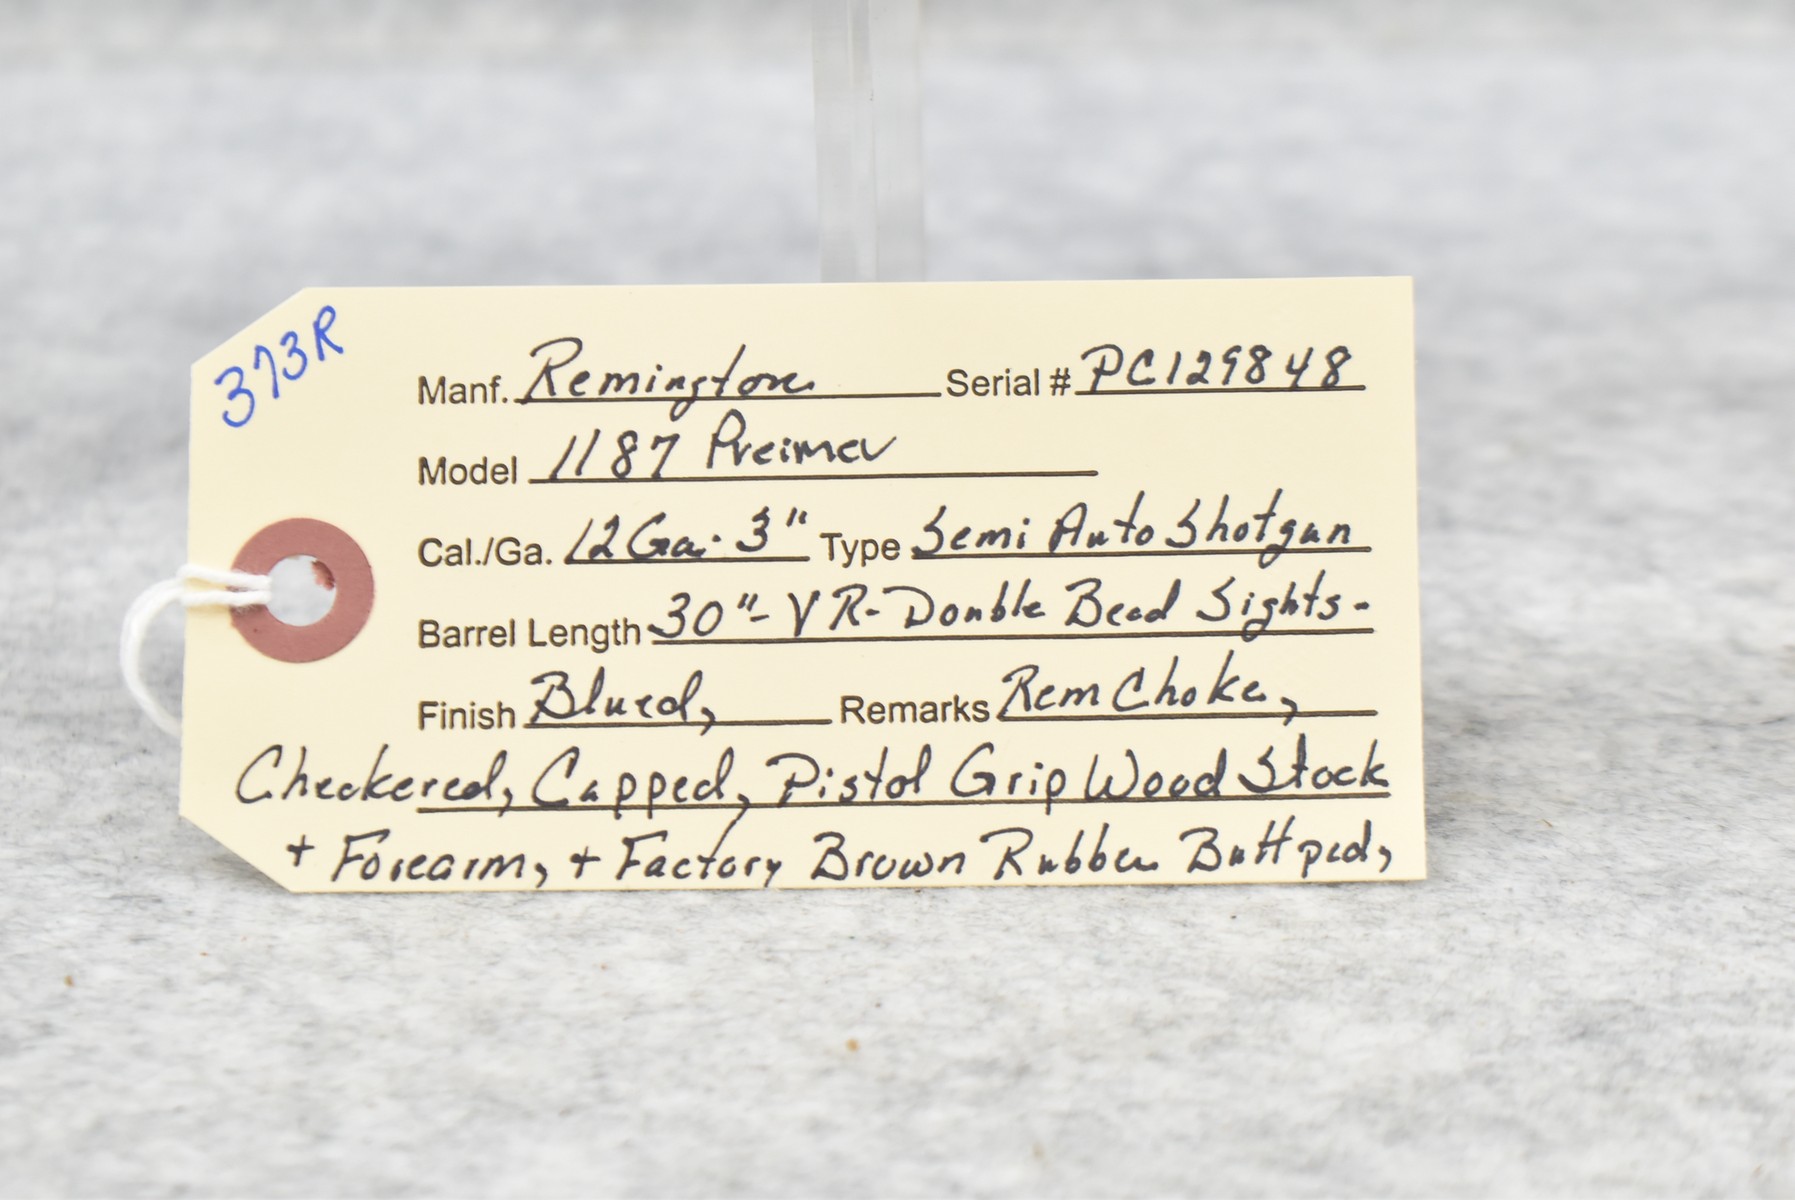 373R
Manf. Remington Serial # PC129848
Model 1187 Preimer
Cal./Ga. 12 Ga. 3" Type Semi Auto Shotgun
Barrel Length 30"- VR- Double Bead Sights-
Finish Blued, Remarks Rem Choke,
Checkered, Capped, Pistol Grip Wood Stock
+ Forearm, + Factory Brown Rubber Buttpad,